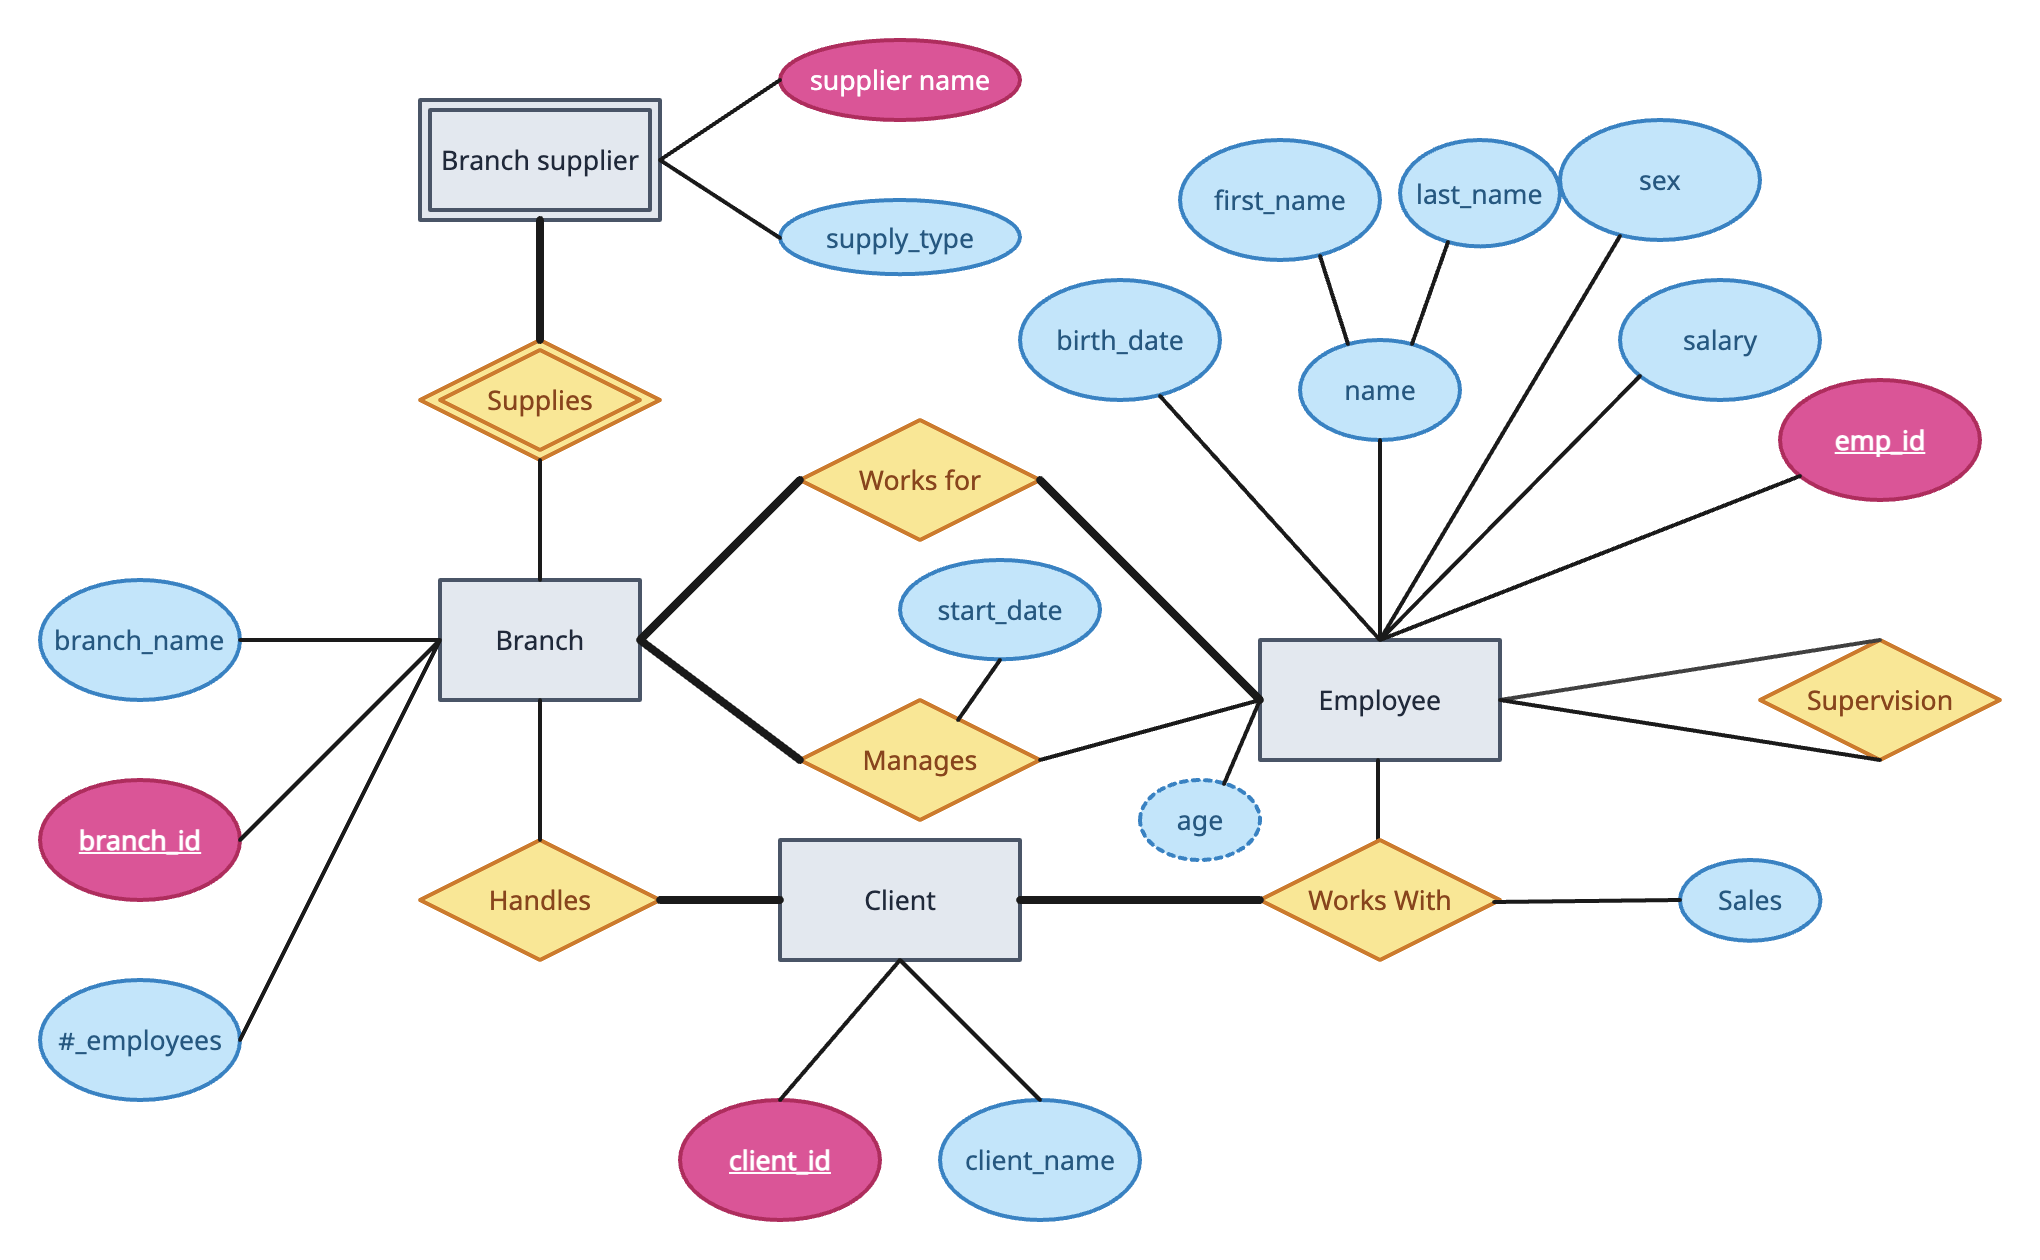 supplier name
Branch supplier
supply_type
sex
first_name
last_name
birth_date
salary
name
emp_id
Supplies
Works for
start_date
branch_name
Branch
Employee
Supervision
Manages
age
branch_id
Handles
Client
Works With
Sales
#_employees
client_id
client_name